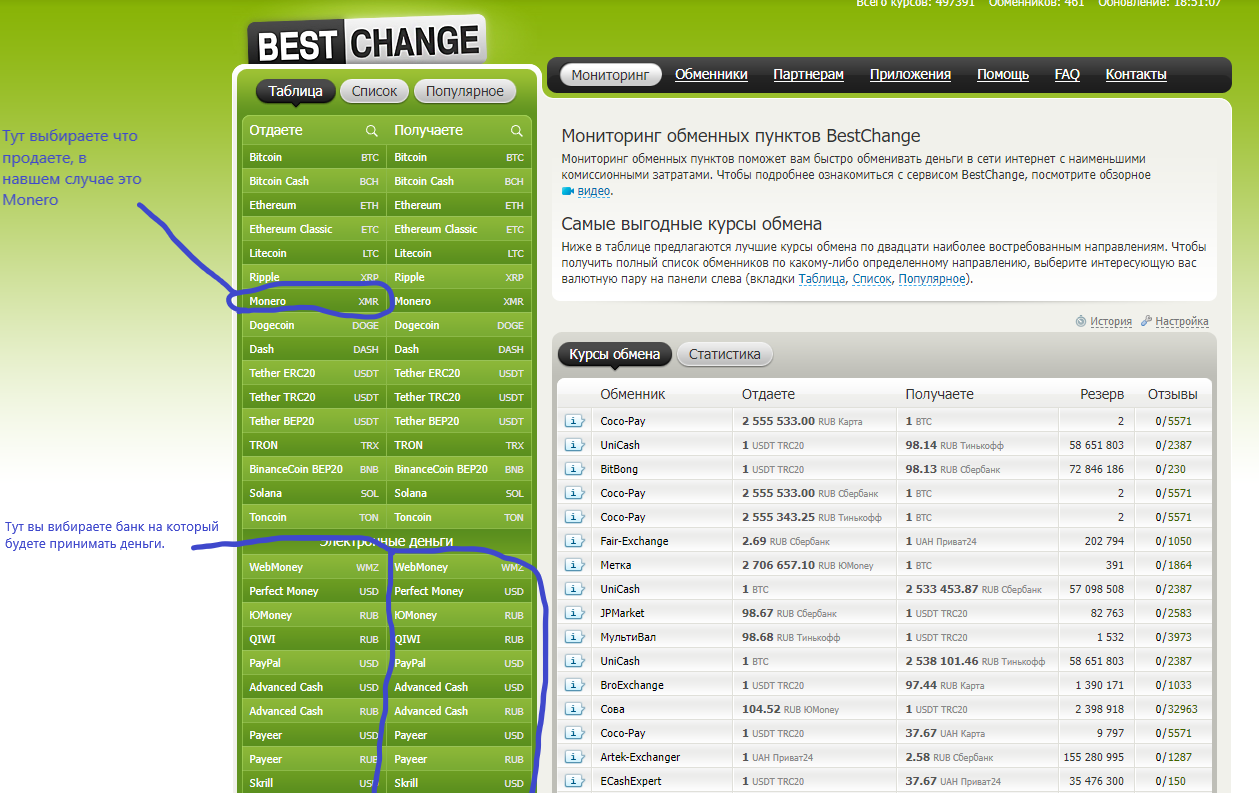 Всего курсов: 497391 Обменников: 461 Обновление: 18:51:07
BEST CHANGE
Мониторинг Обменники Партнерам Приложения Помощь FAQ Контакты
Таблица Список Популярное
Отдаете Получаете
Bitcoin BTC Bitcoin BTC
Bitcoin Cash BCH Bitcoin Cash BCH
Ethereum ETH Ethereum ETH
Ethereum Classic ETC Ethereum Classic ETC
Litecoin LTC Litecoin LTC
Ripple XRP Ripple XRP
Monero XMR Monero XMR
Dogecoin DOGE Dogecoin DOGE
Dash DASH Dash DASH
Tether ERC20 USDT Tether ERC20 USDT
Tether TRC20 USDT Tether TRC20 USDT
Tether BEP20 USDT Tether BEP20 USDT
TRON TRX TRON TRX
BinanceCoin BEP20 BNB BinanceCoin BEP20 BNB
Solana SOL Solana SOL
Toncoin TON Toncoin TON
Электронные деньги
WebMoney WMZ WebMoney WMZ
Perfect Money USD Perfect Money USD
ЮMoney RUB ЮMoney RUB
QIWI RUB QIWI RUB
PayPal USD PayPal USD
Advanced Cash USD Advanced Cash USD
Advanced Cash RUB Advanced Cash RUB
Payeer USD Payeer USD
Payeer RUB Payeer RUB
Skrill USD Skrill USD
Тут выбираете что
продаете, в
навшем случае это
Monero
Тут вы вибираете банк на который
будете принимать деньги.
Мониторинг обменных пунктов BestChange
Мониторинг обменных пунктов поможет вам быстро обменивать деньги в сети интернет с наименьшими
комиссионными затратами. Чтобы подробнее ознакомиться с сервисом BestChange, посмотрите обзорное
видео.
Самые выгодные курсы обмена
Ниже в таблице предлагаются лучшие курсы обмена по двадцати наиболее востребованным направлениям. Чтобы
получить полный список обменников по какому-либо определенному направлению, выберите интересующую вас
валютную пару на панели слева (вкладки Таблица, Список, Популярное).
История Настройка
Курсы обмена Статистика
Обменник Отдаете Получаете Резерв Отзывы
Coco-Pay 2 555 533.00 RUB Карта 1 BTC 2 0/5571
UniCash 1 USDT TRC20 98.14 RUB Тинькофф 58 651 803 0/2387
BitBong 1 USDT TRC20 98.13 RUB Сбербанк 72 846 186 0/230
Coco-Pay 2 555 533.00 RUB Сбербанк 1 BTC 2 0/5571
Coco-Pay 2 555 343.25 RUB Тинькофф 1 BTC 2 0/5571
Fair-Exchange 2.69 RUB Сбербанк 1 UAH Приват24 202 794 0/1050
Метка 2 706 657.10 RUB ЮMoney 1 BTC 391 0/1864
UniCash 1 BTC 2 533 453.87 RUB Сбербанк 57 098 508 0/2387
JPMarket 98.67 RUB Сбербанк 1 USDT TRC20 82 763 0/2583
МультиВал 98.68 RUB Тинькофф 1 USDT TRC20 1 532 0/3973
UniCash 1 BTC 2 538 101.46 RUB Тинькофф 58 651 803 0/2387
BroExchange 1 USDT TRC20 97.44 RUB Карта 1 390 171 0/1033
Сова 104.52 RUB ЮMoney 1 USDT TRC20 2 398 918 0/32963
Coco-Pay 1 USDT TRC20 37.67 UAH Карта 9 797 0/5571
Artek-Exchanger 1 UAH Приват24 2.58 RUB Сбербанк 155 280 995 0/1287
ECashExpert 1 USDT TRC20 37.67 UAH Приват24 35 476 300 0/150